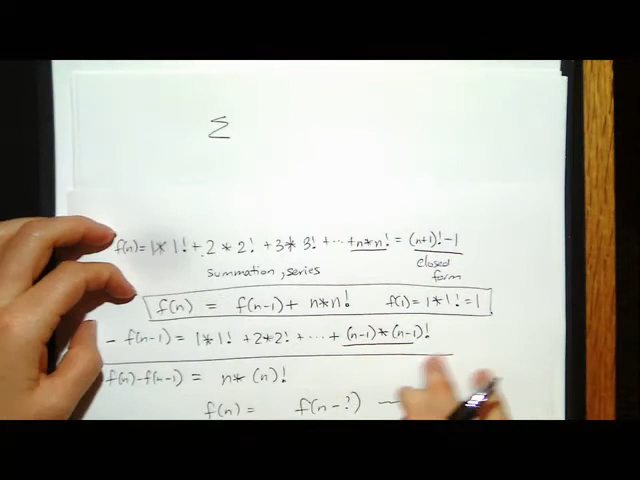 Σ
f(n)= 1*1! + 2*2! + 3*3! + ... + n*n! = (n+1)! - 1
summation, series
closed form
f(n) = f(n-1) + n*n! f(1) = 1*1! = 1
- f(n-1) = 1*1! + 2*2! + ... + (n-1)*(n-1)!
f(n)-f(n-1) = n*(n)!
f(n) = f(n-?)